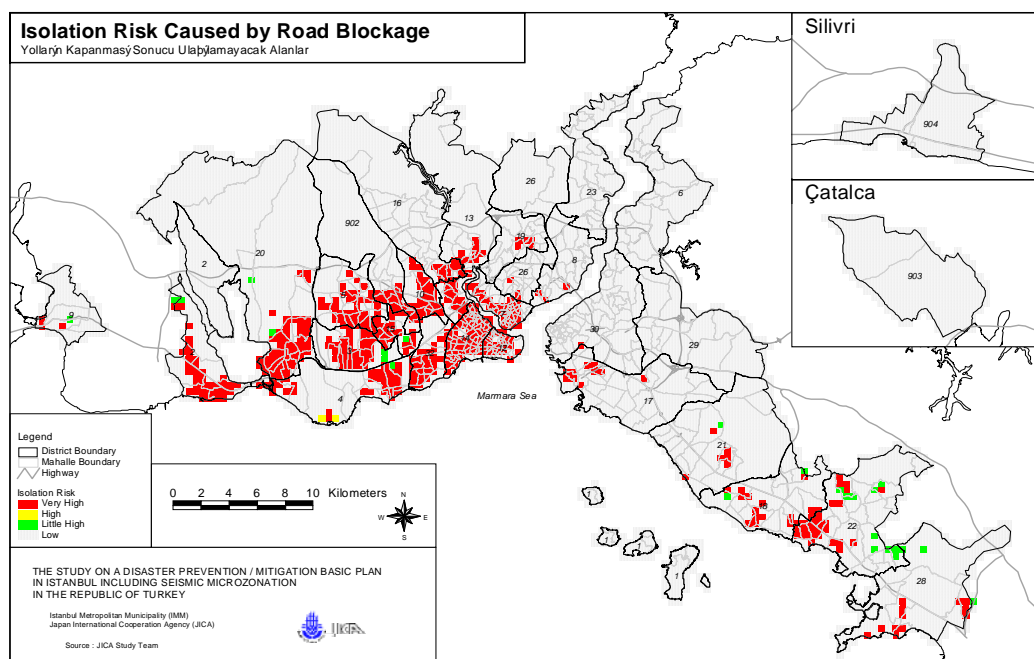 Isolation Risk Caused by Road Blockage
Yollarýn Kapanmasý Sonucu Ulaþýlamayacak Alanlar
Silivri
904
Çatalca
903
26
23
6
16
902
13
19
2
20
8
26
9
30
29
4
Marmara Sea
17
21
22
28
1
Legend
District Boundary
Mahalle Boundary
Highway
Isolation Risk
Very High
High
Little High
Low
0 2 4 6 8 10 Kilometers
N
W E
S
THE STUDY ON A DISASTER PREVENTION / MITIGATION BASIC PLAN
IN ISTANBUL INCLUDING SEISMIC MICROZONATION
IN THE REPUBLIC OF TURKEY
Istanbul Metropolitan Municipality (IMM)
Japan International Cooperation Agency (JICA)
JICA
Source : JICA Study Team